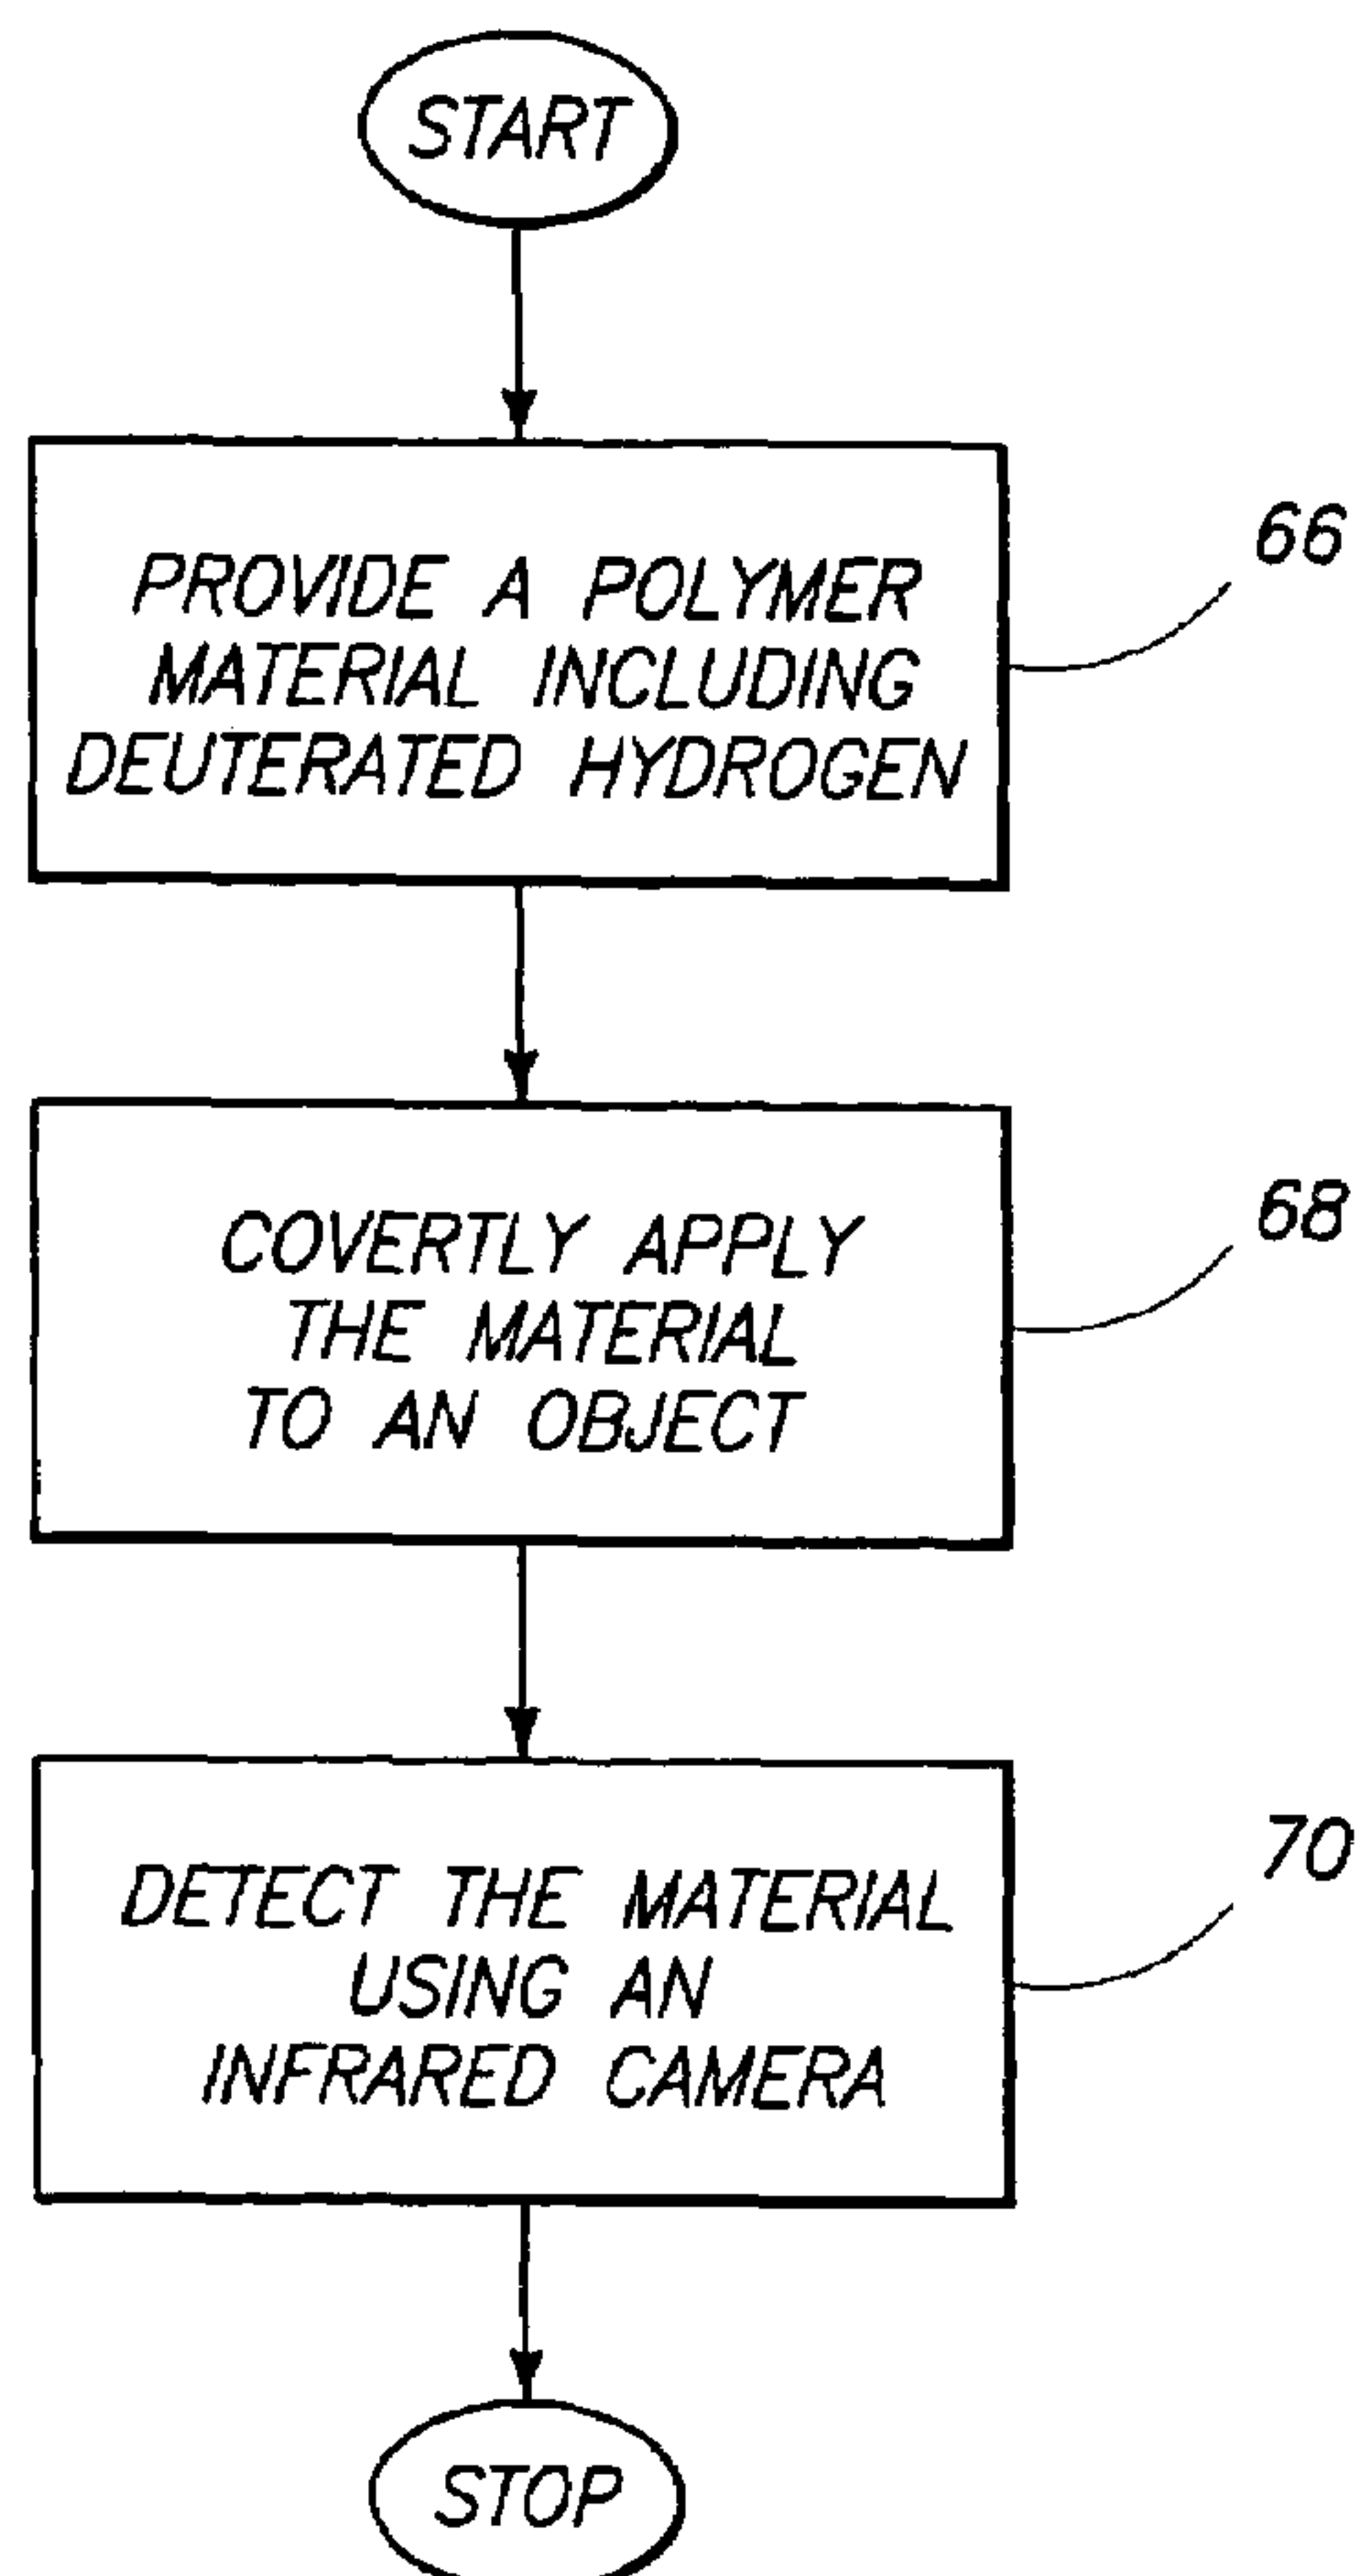 START
PROVIDE A POLYMER
MATERIAL INCLUDING
DEUTERATED HYDROGEN
66
COVERTLY APPLY
THE MATERIAL
TO AN OBJECT
68
DETECT THE MATERIAL
USING AN
INFRARED CAMERA
70
STOP